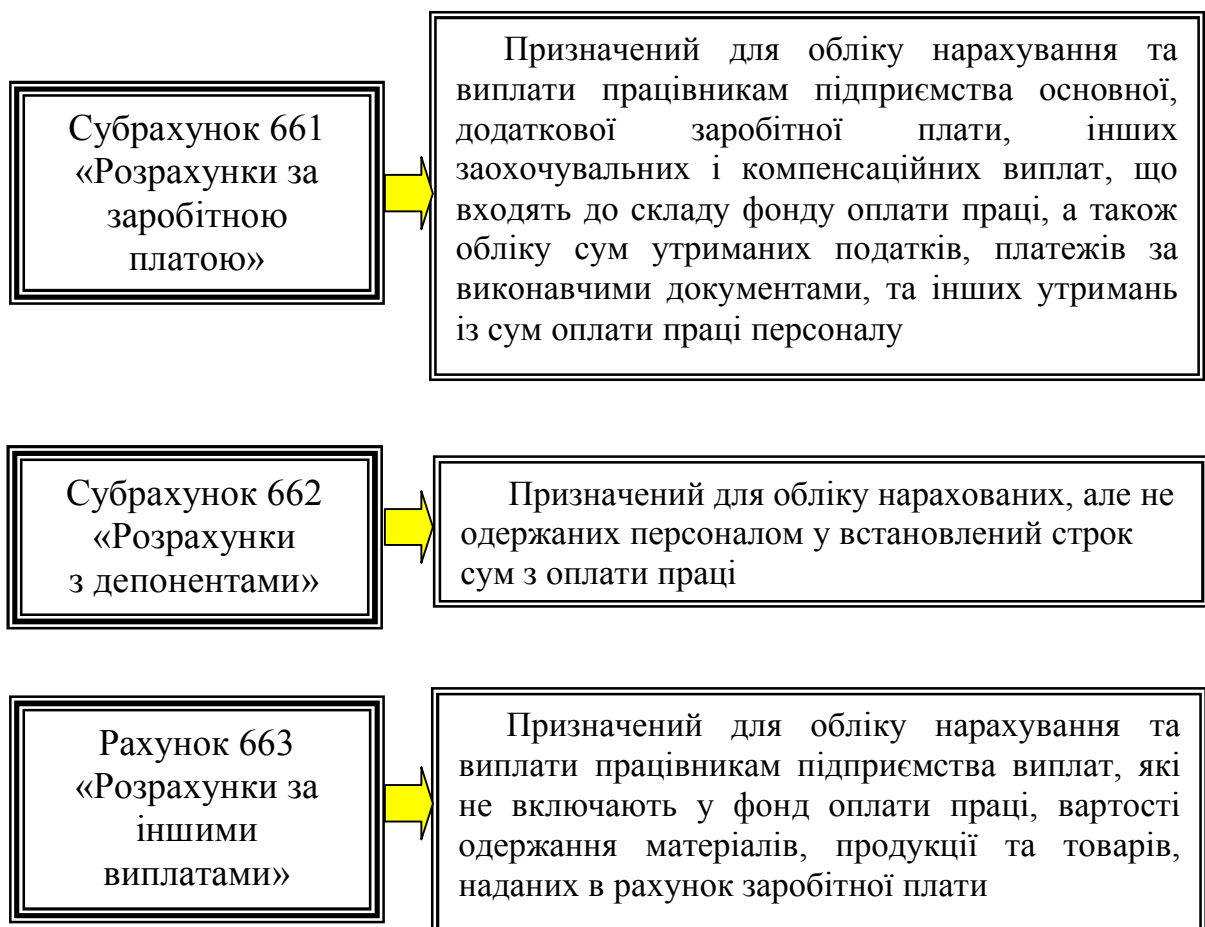 Субрахунок 661
«Розрахунки за
заробітною
платою»
Призначений для обліку нарахування та
виплати працівникам підприємства основної,
додаткової заробітної плати, інших
заохочувальних і компенсаційних виплат, що
входять до складу фонду оплати праці, а також
обліку сум утриманих податків, платежів за
виконавчими документами, та інших утримань
із сум оплати праці персоналу
Субрахунок 662
«Розрахунки
з депонентами»
Призначений для обліку нарахованих, але не
одержаних персоналом у встановлений строк
сум з оплати праці
Рахунок 663
«Розрахунки за
іншими
виплатами»
Призначений для обліку нарахування та
виплати працівникам підприємства виплат, які
не включають у фонд оплати праці, вартості
одержання матеріалів, продукції та товарів,
наданих в рахунок заробітної плати